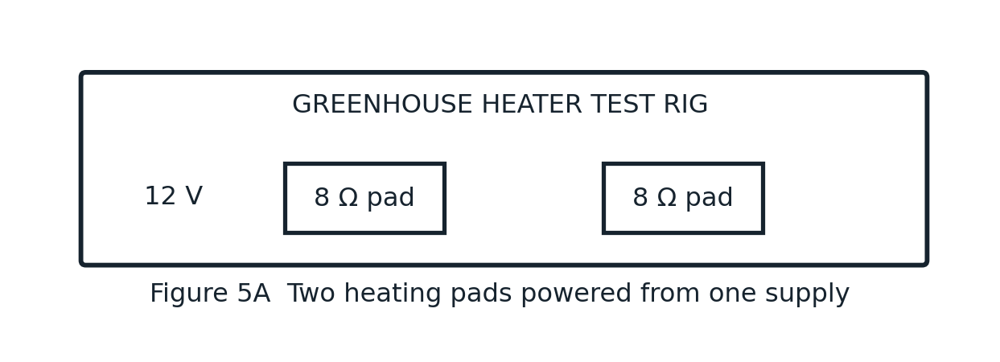 GREENHOUSE HEATER TEST RIG
12 V
8 Ω pad
8 Ω pad
Figure 5A  Two heating pads powered from one supply